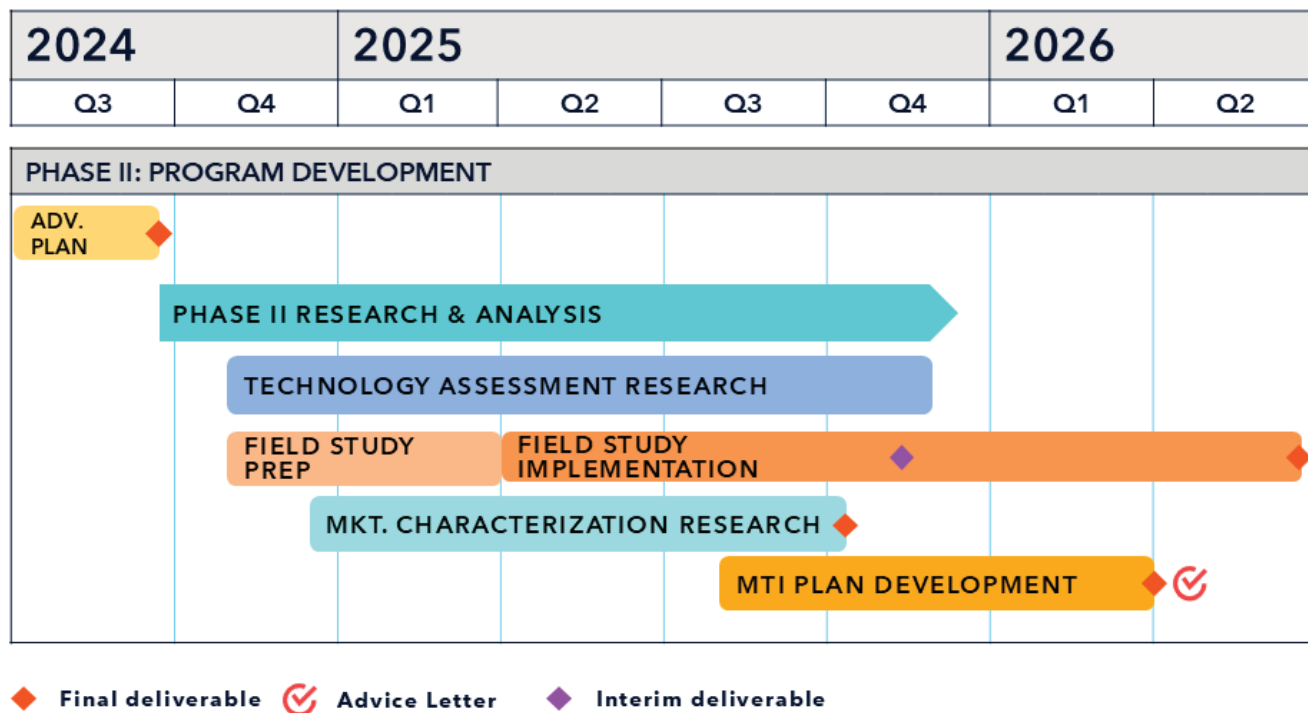 2024 2025 2026
Q3 Q4 Q1 Q2 Q3 Q4 Q1 Q2
PHASE II: PROGRAM DEVELOPMENT
ADV.
PLAN
PHASE II RESEARCH & ANALYSIS
TECHNOLOGY ASSESSMENT RESEARCH
FIELD STUDY
PREP
FIELD STUDY
IMPLEMENTATION
MKT. CHARACTERIZATION RESEARCH
MTI PLAN DEVELOPMENT
Final deliverable Advice Letter Interim deliverable